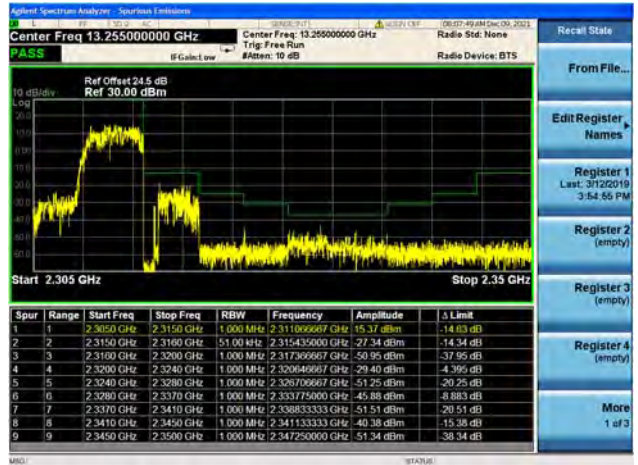 Agilent Spectrum Analyzer - Spurious Emissions
Center Freq 13.255000000 GHz
PASS
IFGain:Low
Center Freq: 13.255000000 GHz
Trig: Free Run
#Atten: 10 dB
08:07:49 AM Dec 09, 2021
Radio Std: None
Radio Device: BTS
Ref Offset 24.5 dB
10 dB/div Ref 30.00 dBm
Log
Start 2.305 GHz
Stop 2.35 GHz
Spur Range Start Freq Stop Freq RBW Frequency Amplitude Δ Limit
1 1 2.3050 GHz 2.3150 GHz 1.000 MHz 2.311066667 GHz 15.37 dBm -14.63 dB
2 2 2.3150 GHz 2.3160 GHz 51.00 kHz 2.315435000 GHz -27.34 dBm -14.34 dB
3 3 2.3160 GHz 2.3200 GHz 1.000 MHz 2.317366667 GHz -50.95 dBm -37.95 dB
4 4 2.3200 GHz 2.3240 GHz 1.000 MHz 2.320646667 GHz -29.40 dBm -4.395 dB
5 5 2.3240 GHz 2.3280 GHz 1.000 MHz 2.326706667 GHz -51.25 dBm -20.25 dB
6 6 2.3280 GHz 2.3370 GHz 1.000 MHz 2.333775000 GHz -45.88 dBm -8.883 dB
7 7 2.3370 GHz 2.3410 GHz 1.000 MHz 2.338833333 GHz -51.51 dBm -20.51 dB
8 8 2.3410 GHz 2.3450 GHz 1.000 MHz 2.341133333 GHz -40.38 dBm -15.38 dB
9 9 2.3450 GHz 2.3500 GHz 1.000 MHz 2.347250000 GHz -51.34 dBm -38.34 dB
MSG
STATUS
Recall State
From File...
Edit Register
Names
Register 1
Last: 3/12/2019
3:54:55 PM
Register 2
(empty)
Register 3
(empty)
Register 4
(empty)
More
1 of 3